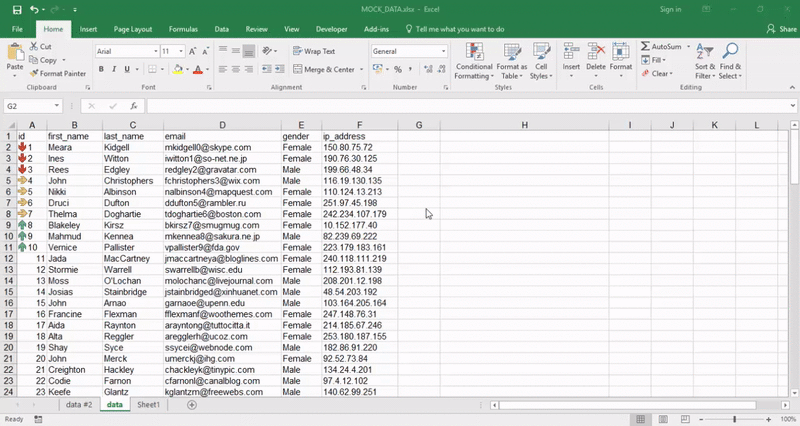 MOCK_DATA.xlsx - Excel
Sign in
File Home Insert Page Layout Formulas Data Review View Developer Add-ins Tell me what you want to do Share
Paste Cut Copy Format Painter Clipboard
Arial 11 B I U Font
Wrap Text Merge & Center Alignment
General % Number
Conditional Formatting Format as Table Cell Styles Styles
Insert Delete Format Cells
AutoSum Fill Clear Sort & Filter Find & Select Editing
G2 fx
A B C D E F G H I J K L
1 id first_name last_name email gender ip_address
2 1 Meara Kidgell mkidgell0@skype.com Female 150.80.75.72
3 2 Ines Witton iwitton1@so-net.ne.jp Female 190.76.30.125
4 3 Rees Edgley redgley2@gravatar.com Male 199.66.48.34
5 4 John Christophers fchristophers3@wix.com Male 116.19.130.135
6 5 Nikki Albinson nalbinson4@mapquest.com Female 110.124.13.213
7 6 Druci Dufton ddufton5@rambler.ru Female 251.97.45.198
8 7 Thelma Doghartie tdoghartie6@boston.com Female 242.234.107.179
9 8 Blakeley Kirsz bkirsz7@smugmug.com Female 10.152.177.40
10 9 Mahmud Kennea mkennea8@sakura.ne.jp Male 82.239.69.222
11 10 Vernice Pallister vpallister9@fda.gov Female 223.179.183.161
12 11 Jada MacCartney jmaccartneya@bloglines.com Female 240.118.111.219
13 12 Stormie Warrell swarrellb@wisc.edu Female 112.193.81.139
14 13 Moss O'Lochan molochanc@livejournal.com Male 208.201.12.198
15 14 Josias Stainbridge jstainbridged@xinhuanet.com Male 48.54.203.192
16 15 John Arnao garnaoe@upenn.edu Male 103.164.205.164
17 16 Francine Flexman fflexmanf@woothemes.com Female 247.148.76.31
18 17 Aida Raynton arayntong@tuttocitta.it Female 214.185.67.246
19 18 Alta Reggler aregglerh@ucoz.com Female 253.180.187.155
20 19 Shay Syce ssycei@webnode.com Male 182.86.91.220
21 20 John Merck umerckj@ihg.com Female 92.52.73.84
22 21 Creighton Hackley chackleyk@tinypic.com Male 134.24.4.201
23 22 Codie Farnon cfarnonl@canalblog.com Male 97.4.12.102
24 23 Keefe Glantz kglantzm@freewebs.com Male 140.62.99.251
data #2 data Sheet1
Ready 100%